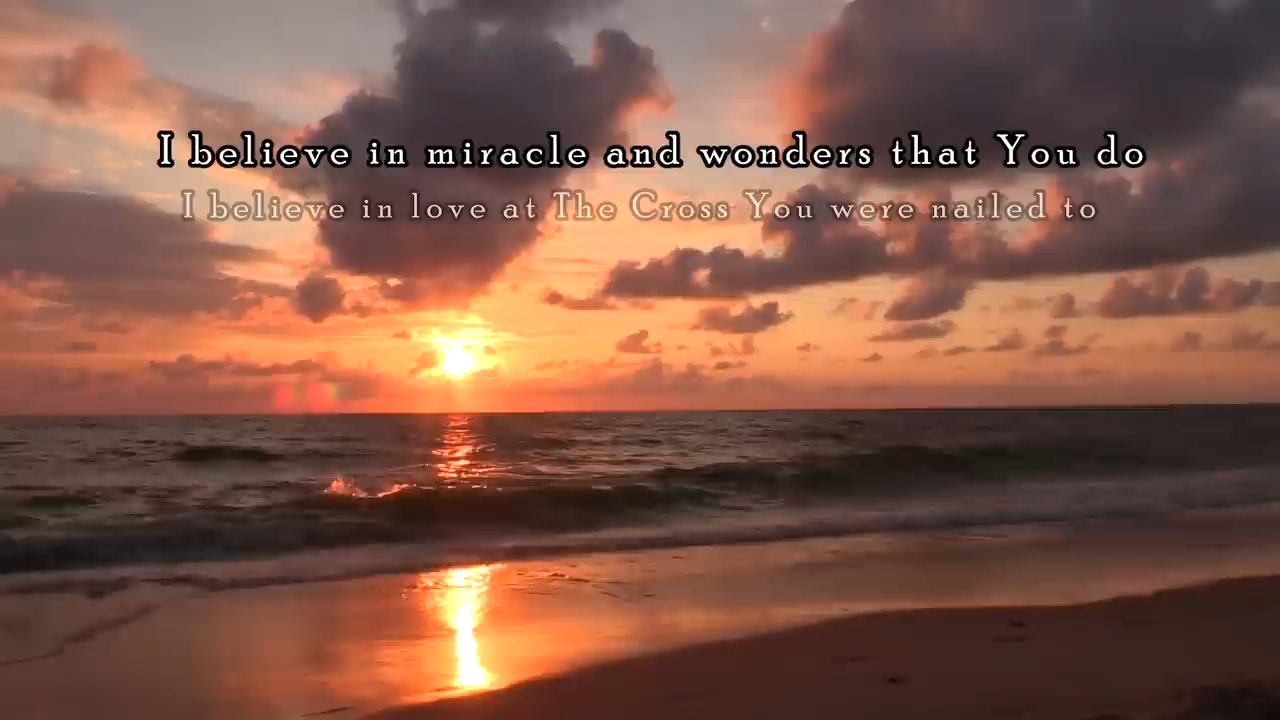 I believe in miracle and wonders that You do
I believe in love at The Cross You were nailed to